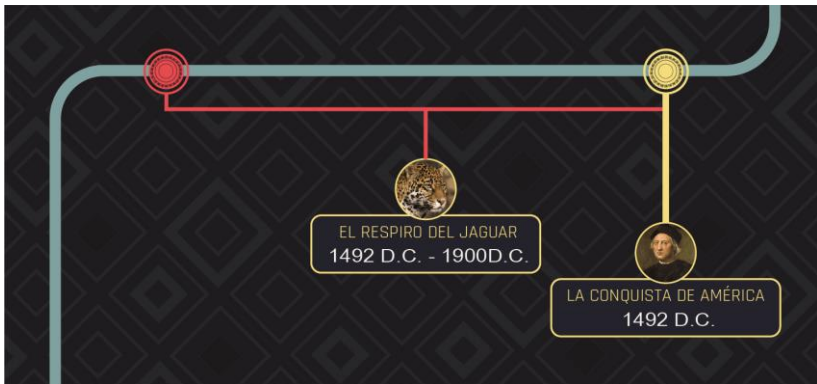 EL RESPIRO DEL JAGUAR
1492 D.C. - 1900D.C.
LA CONQUISTA DE AMÉRICA
1492 D.C.